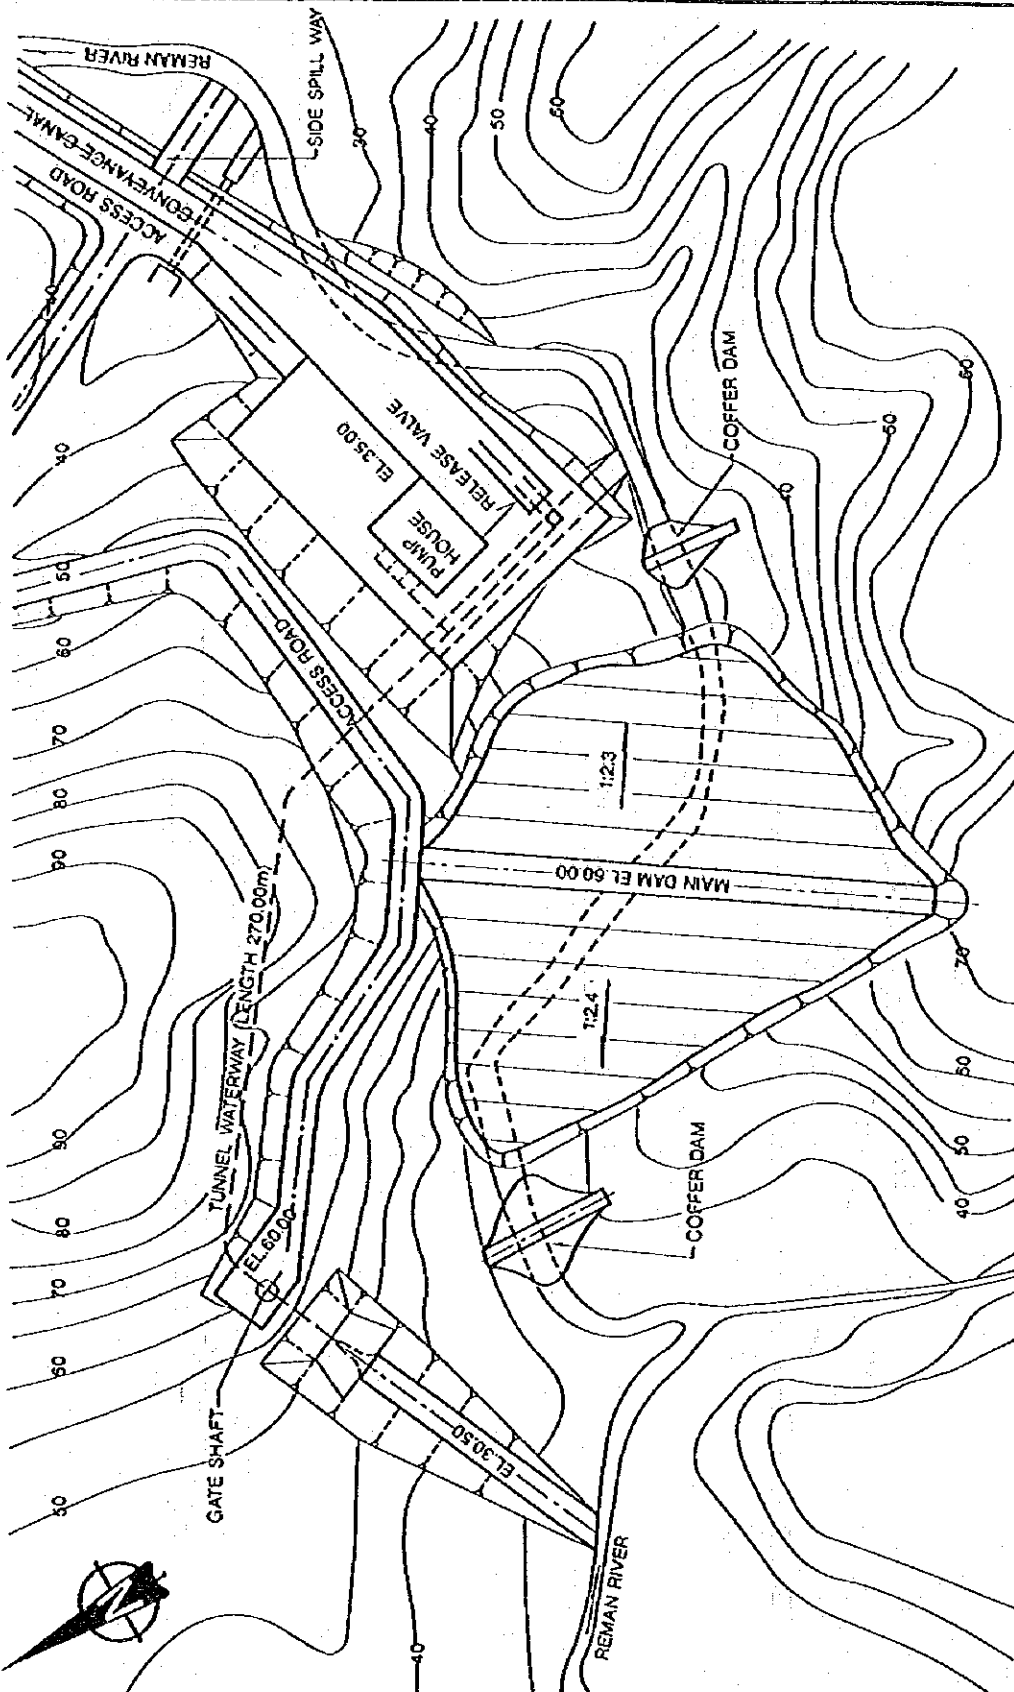 REMAN RIVER
SIDE SPILL WAY
CONVEYANCE CANAL
ACCESS ROAD
30
40
50
60
40
RELEASE VALVE
EL.35.00
PUMP
HOUSE
COFFER DAM
60
50
40
50
60
70
80
90
ACCESS ROAD
TUNNEL WATERWAY (LENGTH 270.00m)
1:2.3
MAIN DAM EL.60.00
1:2.4
70
60
50
40
90
80
70
60
50
EL.60.00
GATE SHAFT
COFFER DAM
EL.30.50
REMAN RIVER
40
N